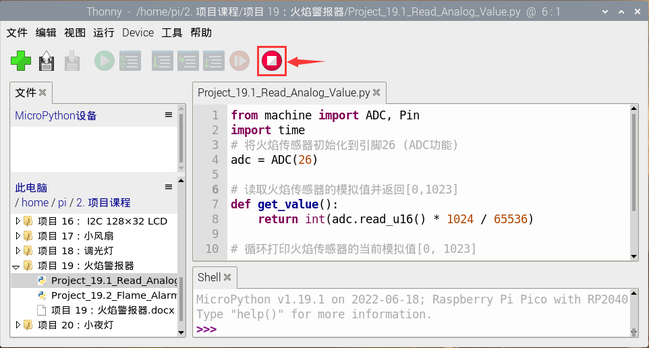 Thonny - /home/pi/2. 项目课程/项目 19：火焰警报器/Project_19.1_Read_Analog_Value.py @ 6 : 1
文件 编辑 视图 运行 Device 工具 帮助
文件
MicroPython设备
此电脑
/ home / pi / 2. 项目课程
项目 16： I2C 128×32 LCD
项目 17：小风扇
项目 18：调光灯
项目 19：火焰警报器
Project_19.1_Read_Analog
Project_19.2_Flame_Alarm
项目 19：火焰警报器.docx
项目 20：小夜灯
Project_19.1_Read_Analog_Value.py
1 from machine import ADC, Pin
2 import time
3 # 将火焰传感器初始化到引脚26 (ADC功能)
4 adc = ADC(26)
5
6 # 读取火焰传感器的模拟值并返回[0,1023]
7 def get_value():
8 return int(adc.read_u16() * 1024 / 65536)
9
10 # 循环打印火焰传感器的当前模拟值[0, 1023]
Shell
MicroPython v1.19.1 on 2022-06-18; Raspberry Pi Pico with RP2040
Type "help()" for more information.
>>>